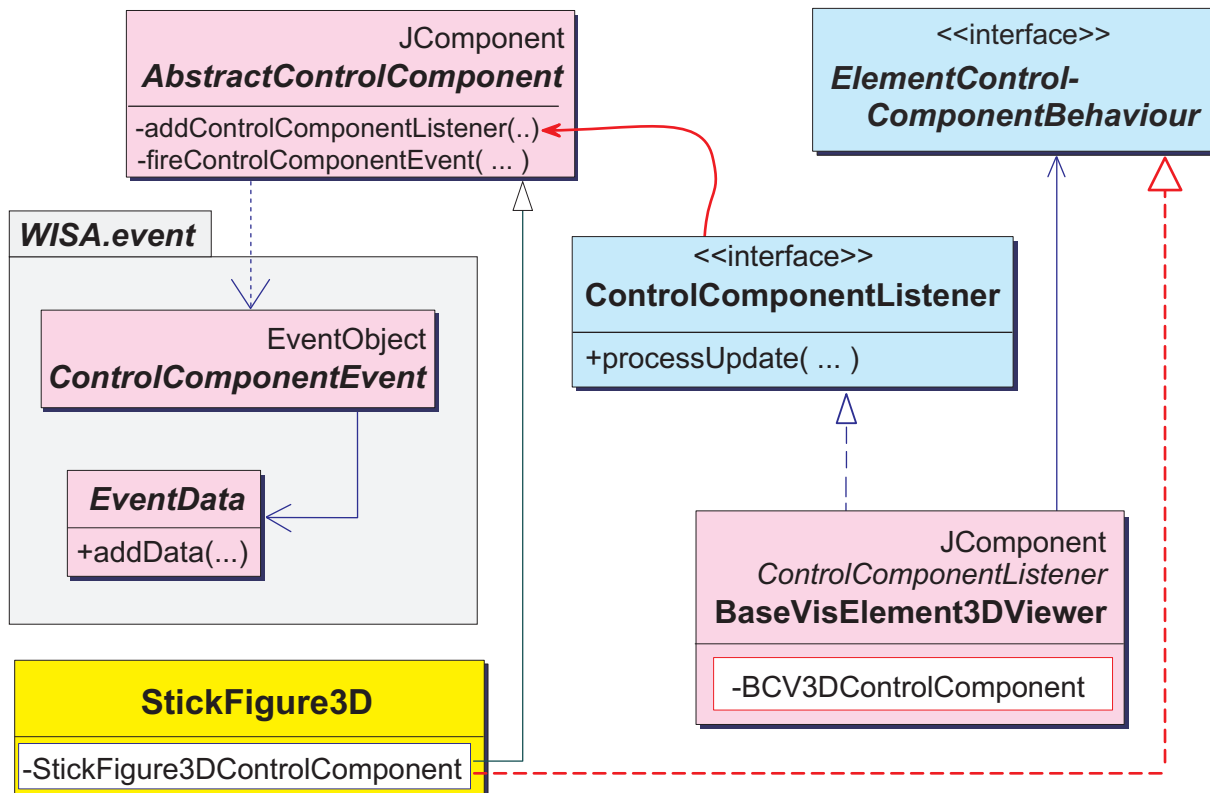 JComponent
AbstractControlComponent
-addControlComponentListener(..)
-fireControlComponentEvent( ... )
<<interface>>
ElementControl-
ComponentBehaviour
WISA.event
EventObject
ControlComponentEvent
EventData
+addData(...)
<<interface>>
ControlComponentListener
+processUpdate( ... )
JComponent
ControlComponentListener
BaseVisElement3DViewer
-BCV3DControlComponent
StickFigure3D
-StickFigure3DControlComponent